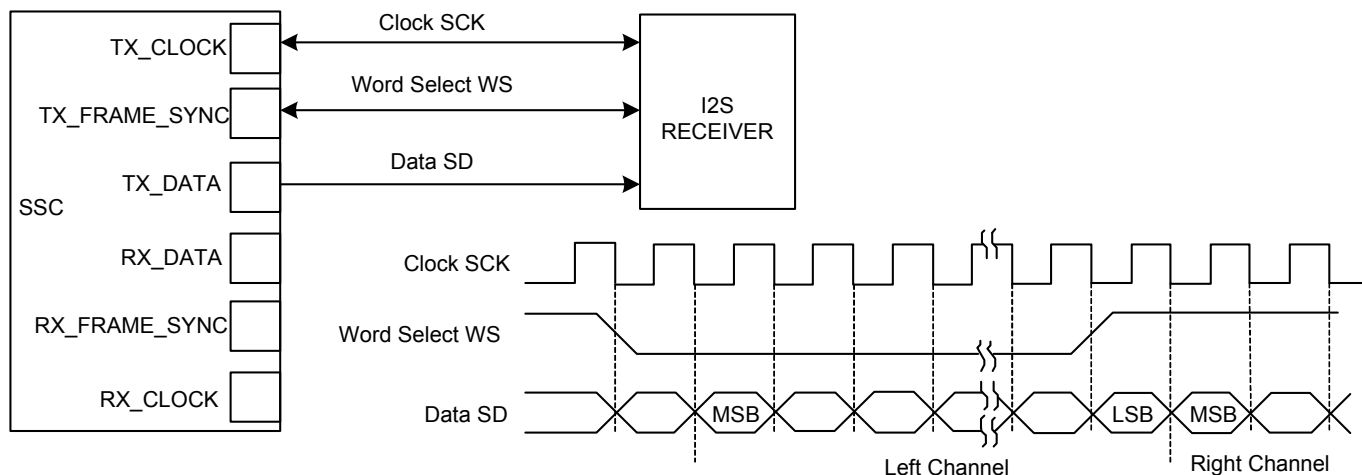 Clock SCK
TX_CLOCK
Word Select WS
TX_FRAME_SYNC
I2S
RECEIVER
Data SD
TX_DATA
SSC
RX_DATA
Clock SCK
RX_FRAME_SYNC
Word Select WS
RX_CLOCK
Data SD
MSB
LSB
MSB
Left Channel
Right Channel